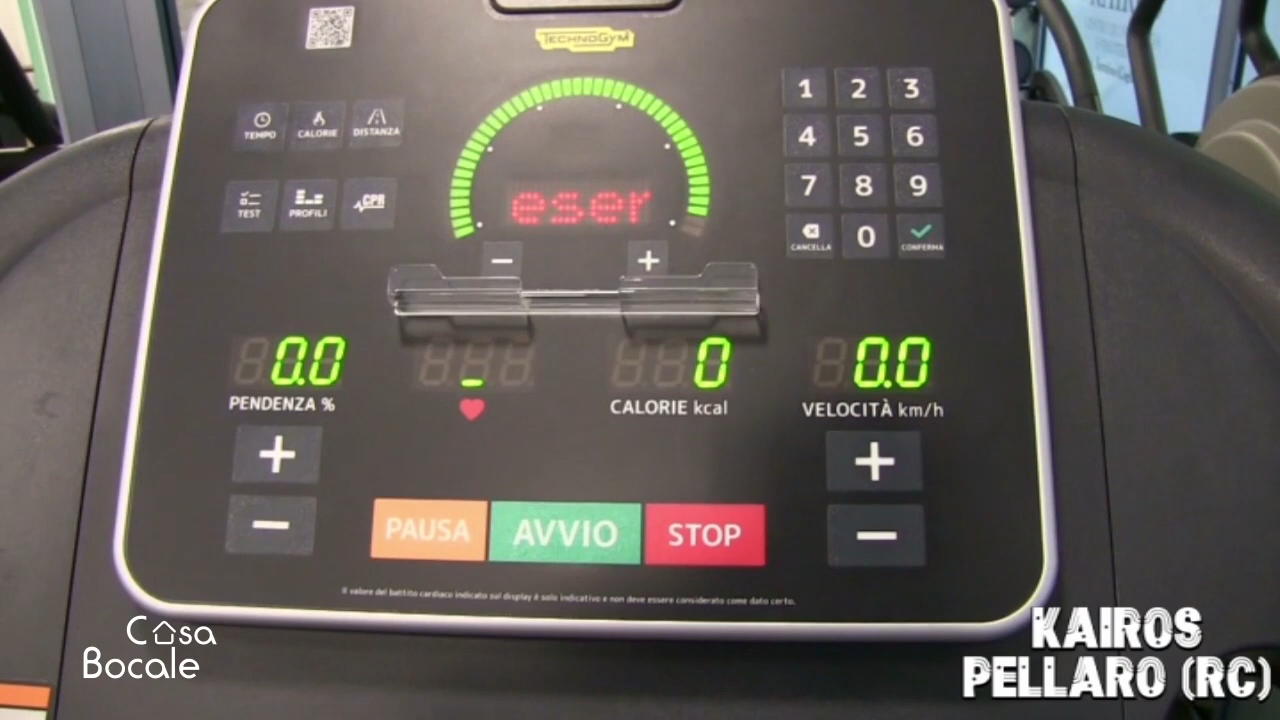 TECHNOGYM
TEMPO CALORIE DISTANZA
TEST PROFILI CPR
eser
1 2 3
4 5 6
7 8 9
CANCELLA 0 CONFERMA
− +
0.0 0 0.0
PENDENZA % CALORIE kcal VELOCITÀ km/h
+ +
− −
PAUSA AVVIO STOP
Il valore del battito cardiaco indicato sul display è solo indicativo e non deve essere considerato come dato certo.
Casa
Bocale
KAIROS
PELLARO (RC)